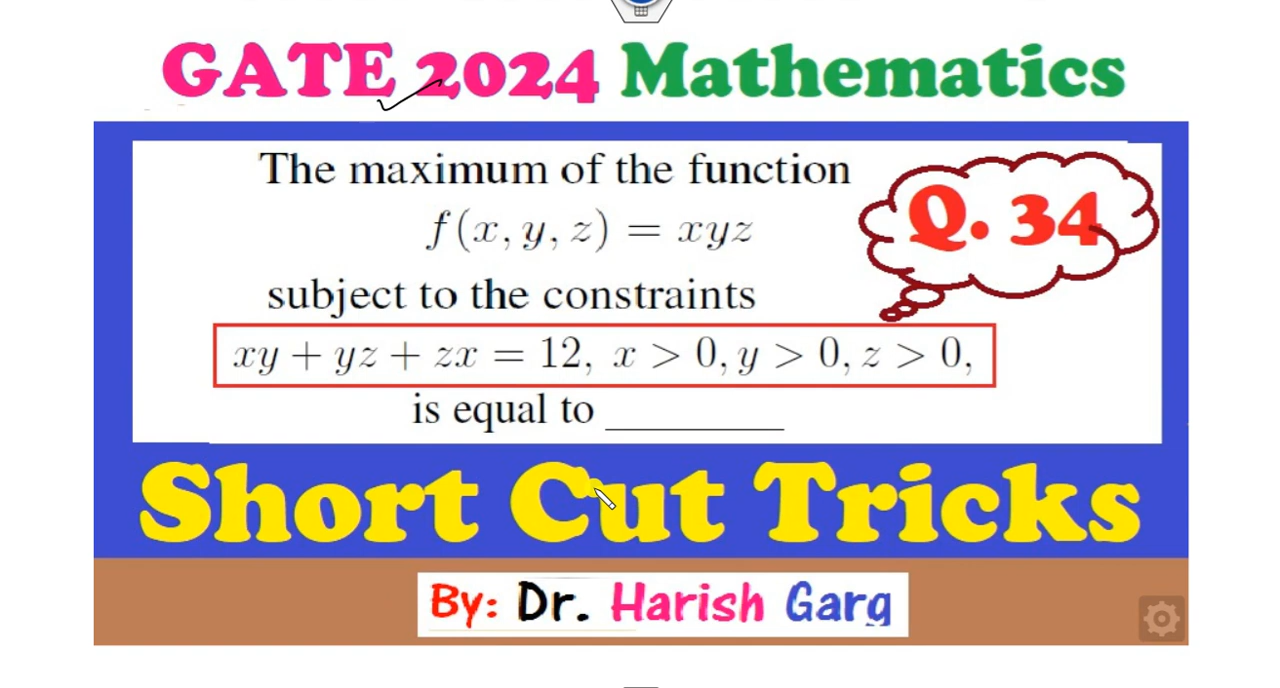 GATE 2024 Mathematics
The maximum of the function
f(x, y, z) = xyz
Q. 34
subject to the constraints
xy + yz + zx = 12, x > 0, y > 0, z > 0,
is equal to ________
Short Cut Tricks
By: Dr. Harish Garg